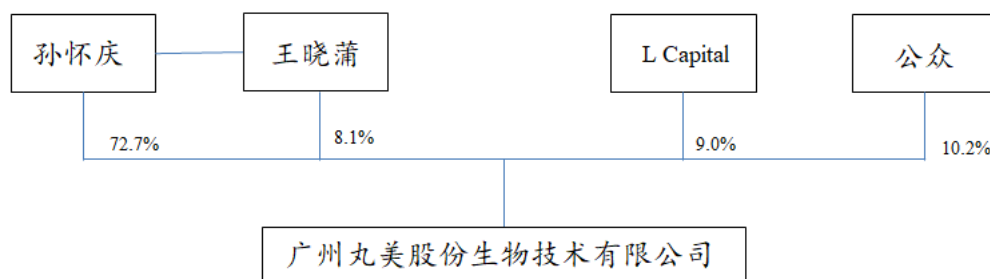 孙怀庆
王晓蒲
L Capital
公众
72.7%
8.1%
9.0%
10.2%
广州丸美股份生物技术有限公司